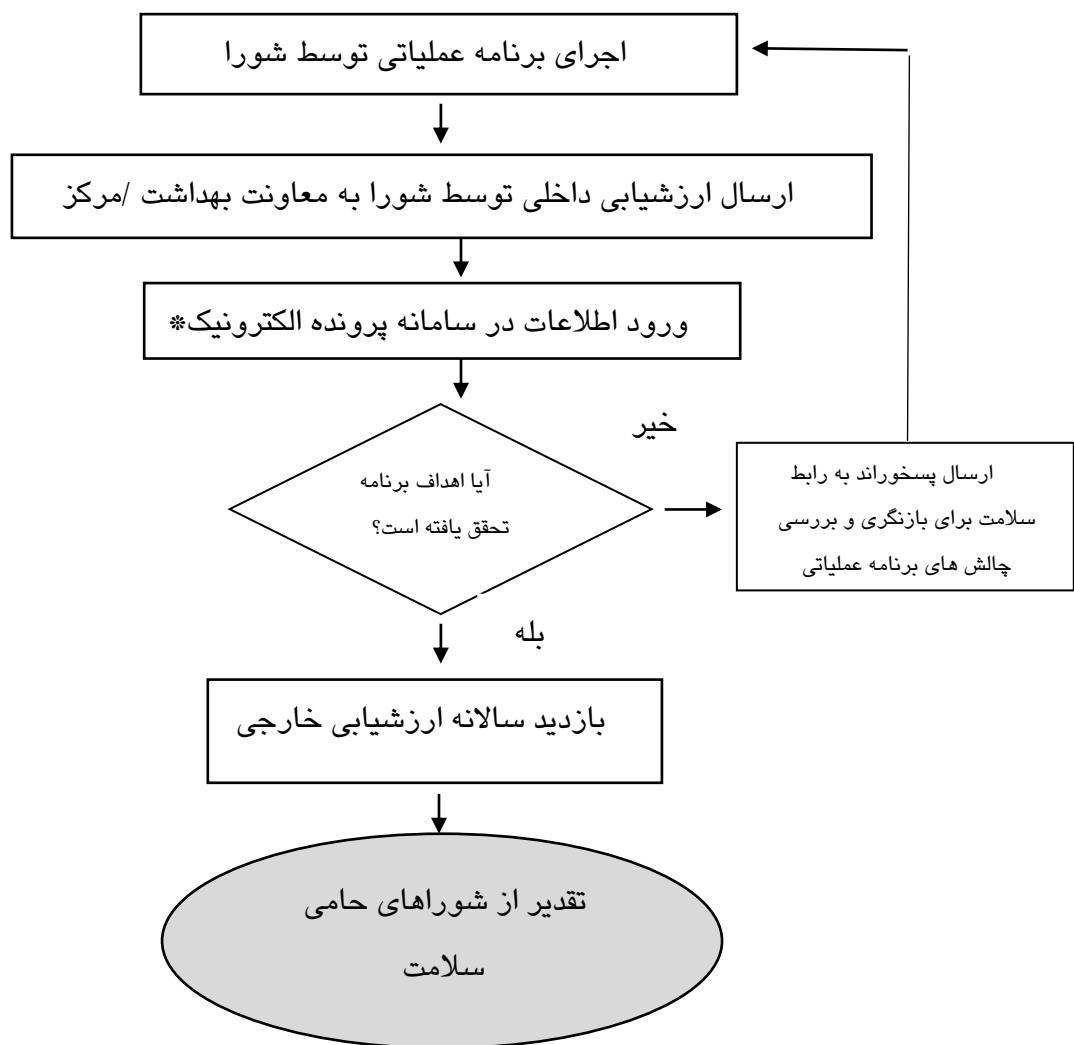 اجرای برنامه عملیاتی توسط شورا
ارسال ارزشیابی داخلی توسط شورا به معاونت بهداشت /مرکز
ورود اطلاعات در سامانه پرونده الکترونیک*
خیر
آیا اهداف برنامه
تحقق یافته است؟
ارسال پسخوراند به رابط
سلامت برای بازنگری و بررسی
چالش های برنامه عملیاتی
بله
بازدید سالانه ارزشیابی خارجی
تقدیر از شوراهای حامی
سلامت